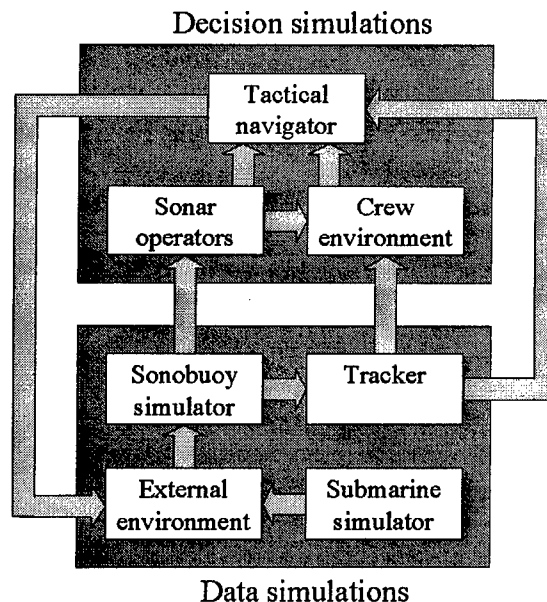 Decision simulations
Tactical
navigator
Sonar
operators
Crew
environment
Sonobuoy
simulator
Tracker
External
environment
Submarine
simulator
Data simulations